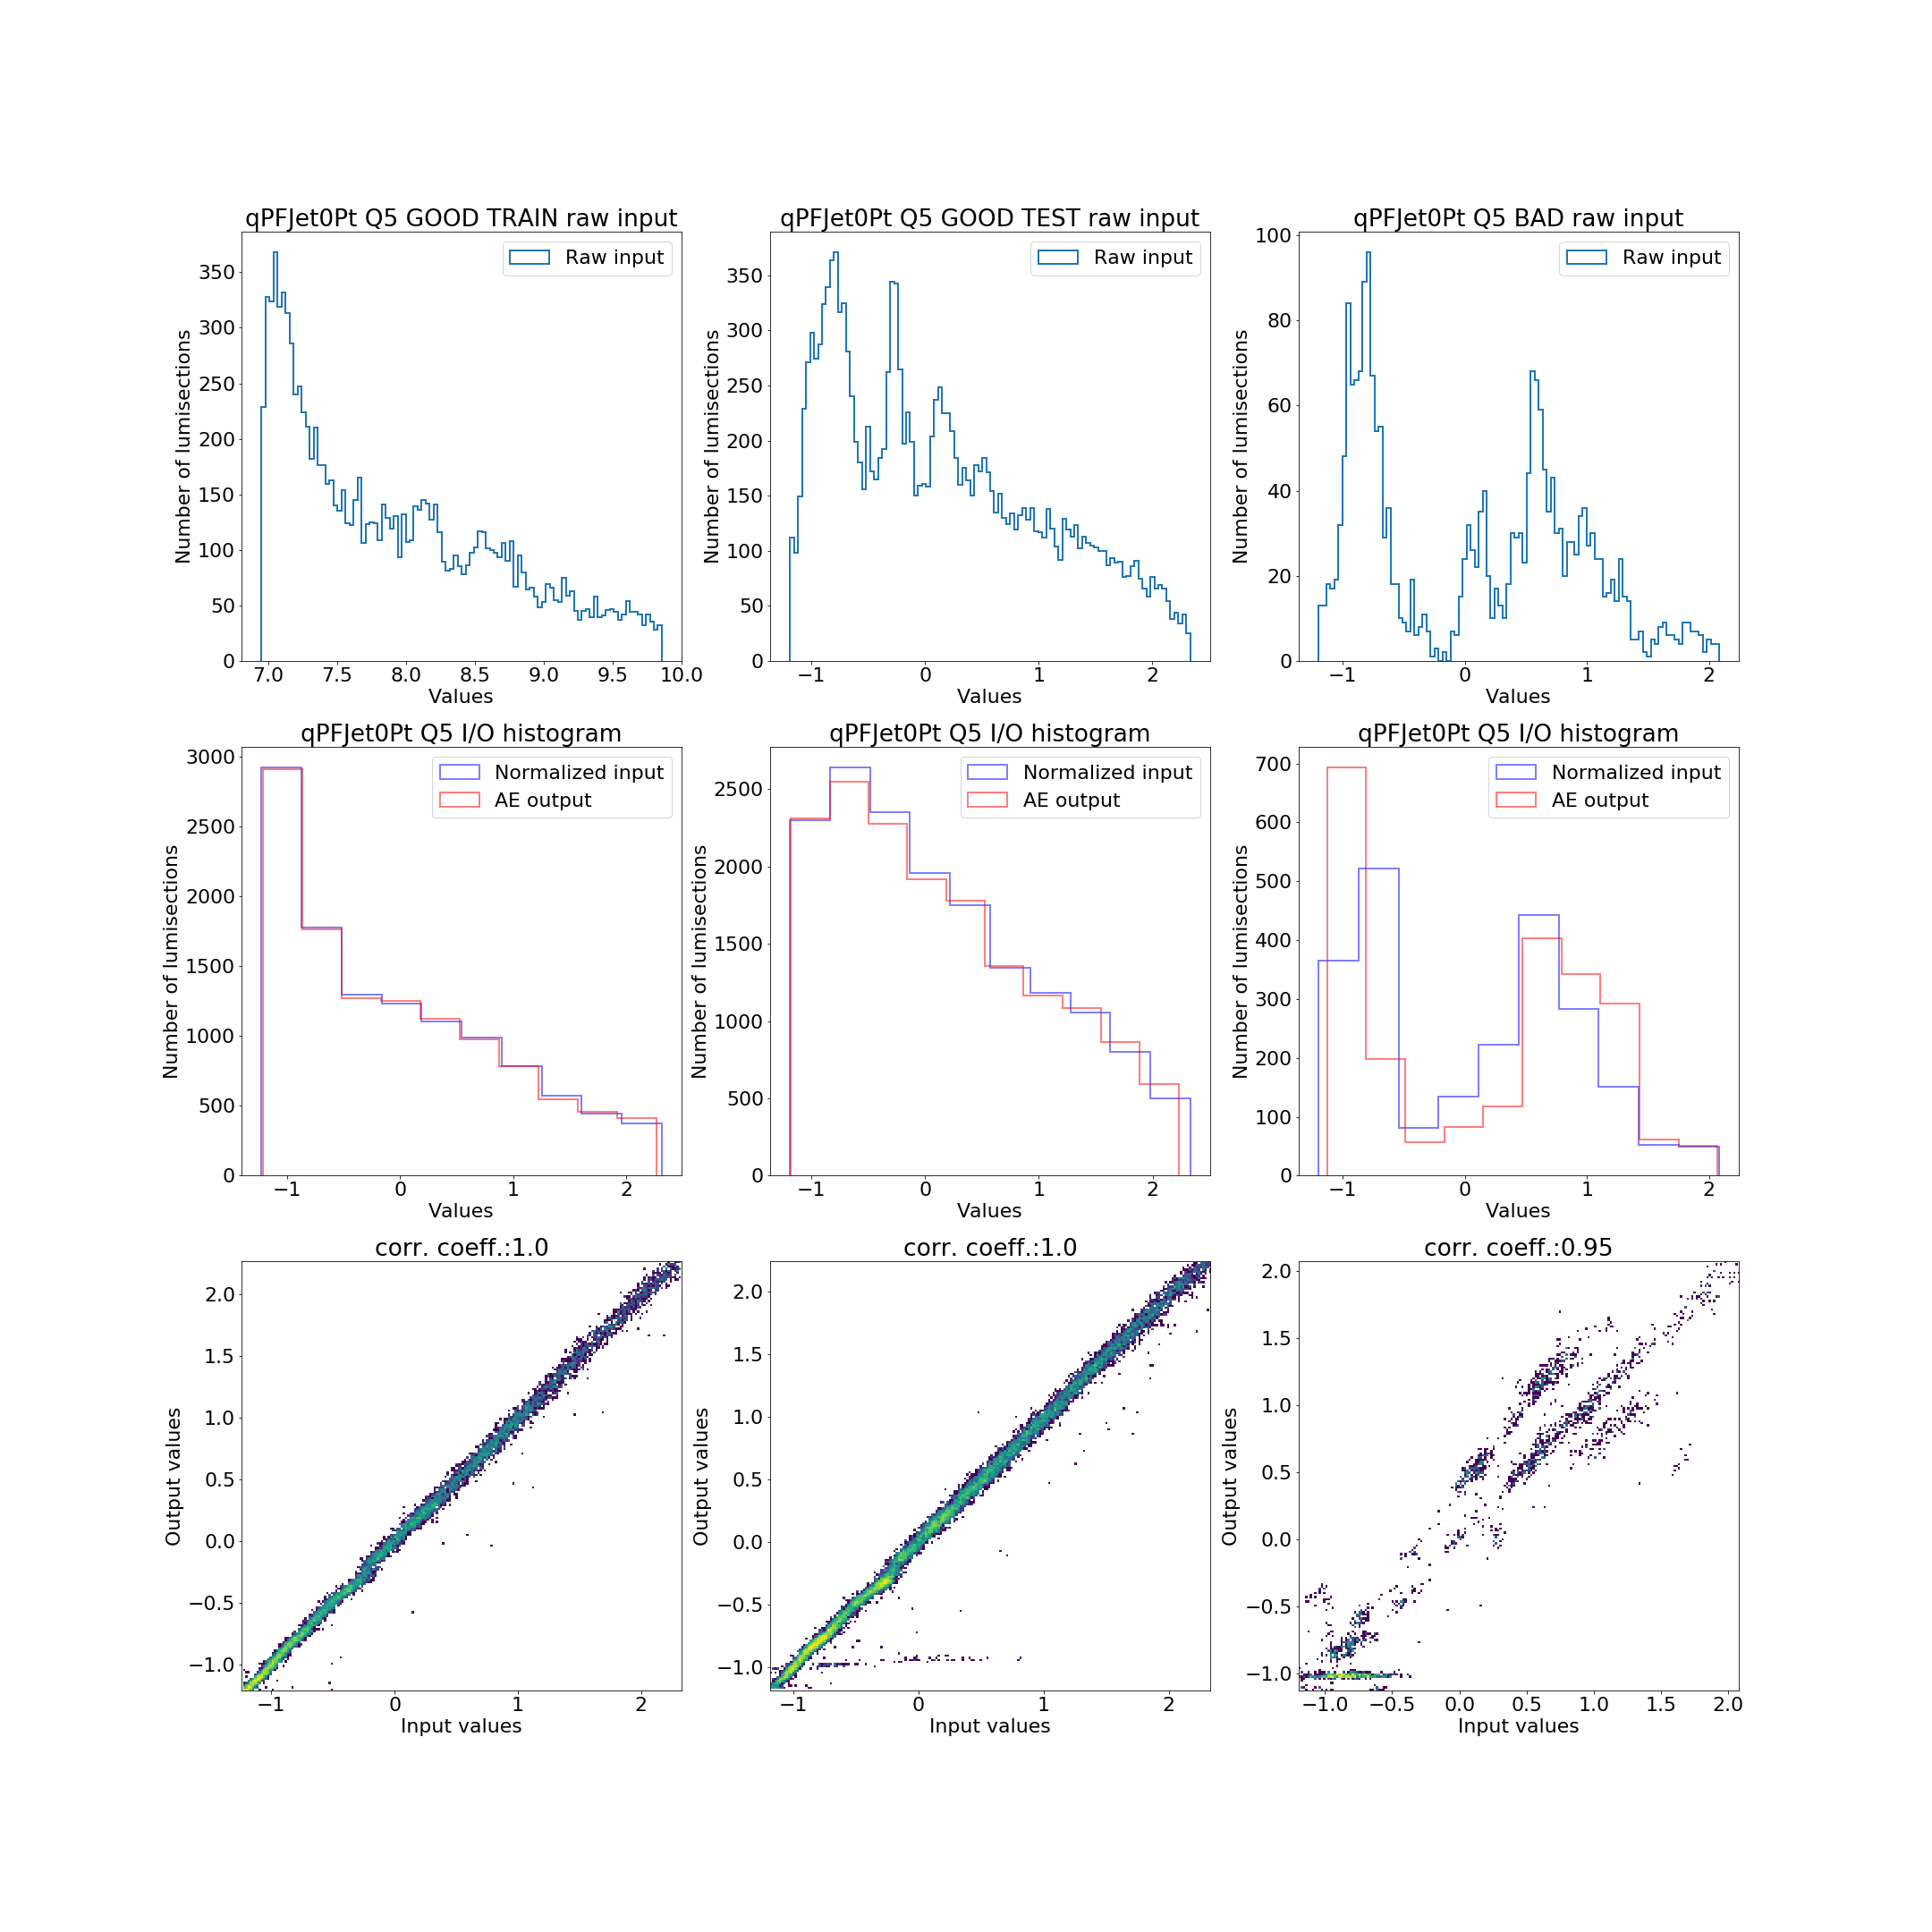 qPFJet0Pt Q5 GOOD TRAIN raw input
Raw input
Number of lumisections
350
300
250
200
150
100
50
0
7.0 7.5 8.0 8.5 9.0 9.5 10.0
Values
qPFJet0Pt Q5 GOOD TEST raw input
Raw input
Number of lumisections
350
300
250
200
150
100
50
0
−1 0 1 2
Values
qPFJet0Pt Q5 BAD raw input
Raw input
Number of lumisections
100
80
60
40
20
0
−1 0 1 2
Values
qPFJet0Pt Q5 I/O histogram
Normalized input
AE output
Number of lumisections
3000
2500
2000
1500
1000
500
0
−1 0 1 2
Values
qPFJet0Pt Q5 I/O histogram
Normalized input
AE output
Number of lumisections
2500
2000
1500
1000
500
0
−1 0 1 2
Values
qPFJet0Pt Q5 I/O histogram
Normalized input
AE output
Number of lumisections
700
600
500
400
300
200
100
0
−1 0 1 2
Values
corr. coeff.:1.0
Output values
2.0
1.5
1.0
0.5
0.0
−0.5
−1.0
−1 0 1 2
Input values
corr. coeff.:1.0
Output values
2.0
1.5
1.0
0.5
0.0
−0.5
−1.0
−1 0 1 2
Input values
corr. coeff.:0.95
Output values
2.0
1.5
1.0
0.5
0.0
−0.5
−1.0
−1.0 −0.5 0.0 0.5 1.0 1.5 2.0
Input values